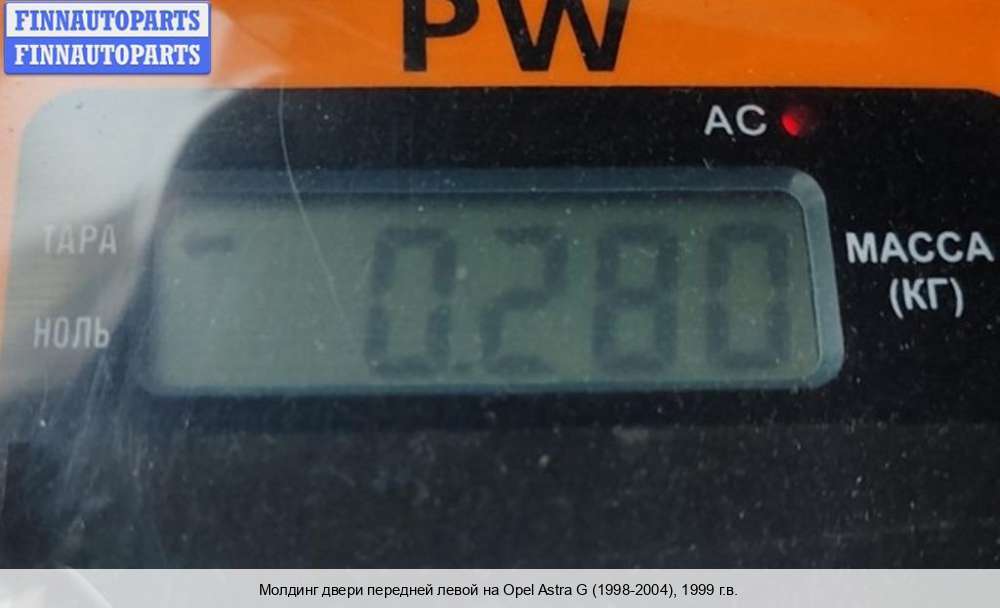 FINNAUTOPARTS
FINNAUTOPARTS
PW
AC
ТАРА
0.280
МАССА
(КГ)
НОЛЬ
Молдинг двери передней левой на Opel Astra G (1998-2004), 1999 г.в.